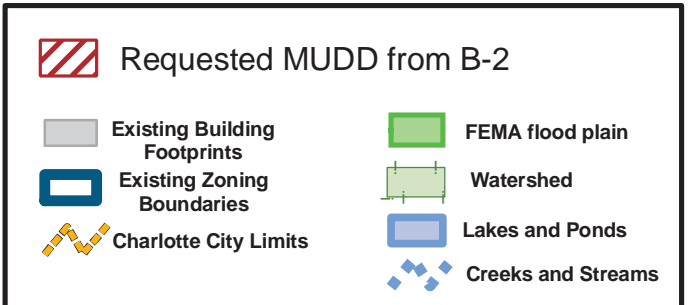 Requested MUDD from B-2
Existing Building
Footprints
Existing Zoning
Boundaries
Charlotte City Limits
FEMA flood plain
Watershed
Lakes and Ponds
Creeks and Streams